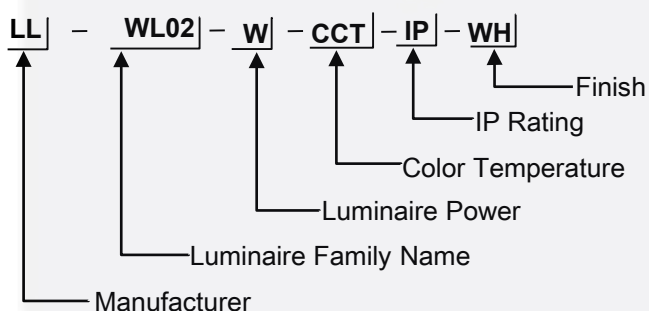 LL – WL02 – W – CCT – IP – WH
Finish
IP Rating
Color Temperature
Luminaire Power
Luminaire Family Name
Manufacturer